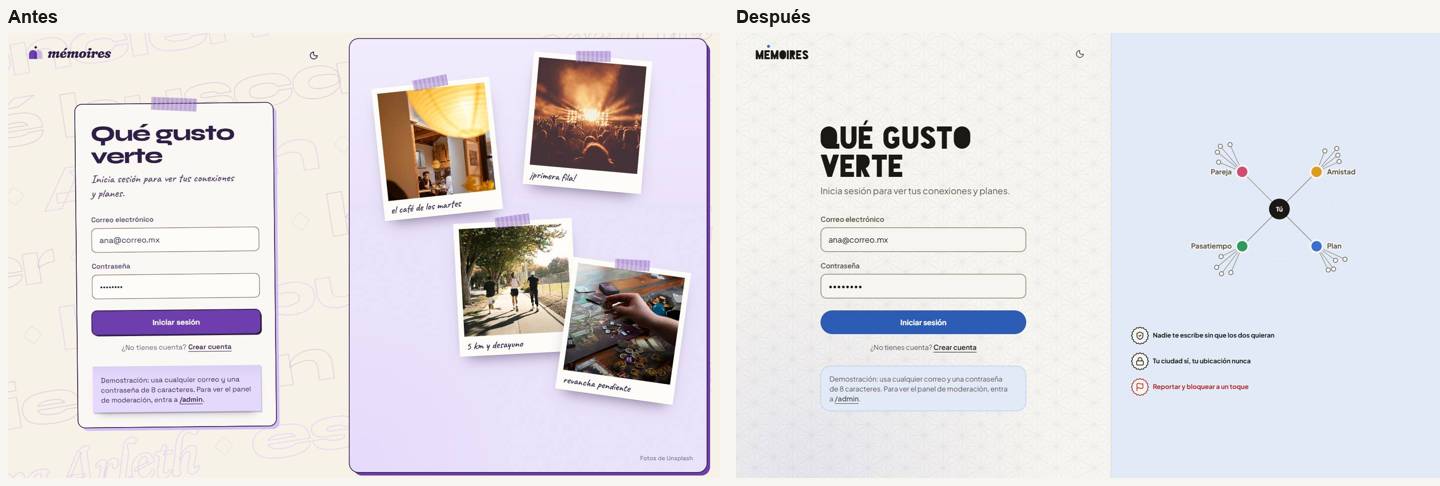 Antes
mémoires
Qué gusto
verte
Inicia sesión para ver tus conexiones
y planes.
Correo electrónico
ana@correo.mx
Contraseña
••••••••
Iniciar sesión
¿No tienes cuenta? Crear cuenta
Demostración: usa cualquier correo y una
contraseña de 8 caracteres. Para ver el panel
de moderación, entra a /admin.
el café de los martes
¡primera fila!
5 km y desayuno
revancha pendiente
Fotos de Unsplash
Después
MÉMOIRES
QUÉ GUSTO
VERTE
Inicia sesión para ver tus conexiones y planes.
Correo electrónico
ana@correo.mx
Contraseña
••••••••
Iniciar sesión
¿No tienes cuenta? Crear cuenta
Demostración: usa cualquier correo y una contraseña
de 8 caracteres. Para ver el panel de moderación, entra
a /admin.
Pareja
Amistad
Tú
Pasatiempo
Plan
Nadie te escribe sin que los dos quieran
Tu ciudad sí, tu ubicación nunca
Reportar y bloquear a un toque